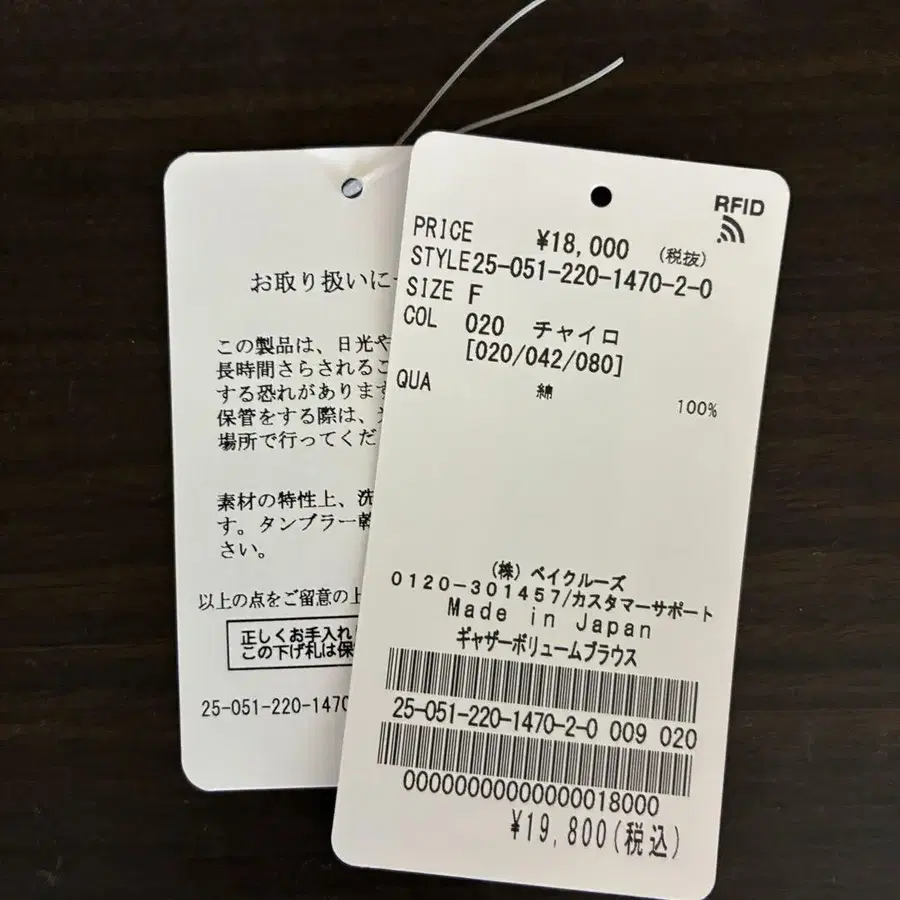 お取り扱いに
この製品は、日光や
長時間さらされるこ
する恐れがあります
保管をする際は、
場所で行ってくだ
素材の特性上、洗
す。タンブラー乾
さい。
以上の点をご留意の上
正しくお手入れ
この下げ札は保
25-051-220-1470
RFID
PRICE ¥18,000 (税抜)
STYLE25-051-220-1470-2-0
SIZE F
COL 020 チャイロ
[020/042/080]
QUA 綿 100%
(株) ベイクルーズ
0120-301457/カスタマーサポート
Made in Japan
ギャザーボリュームブラウス
25-051-220-1470-2-0 009 020
00000000000000018000
¥19,800(税込)